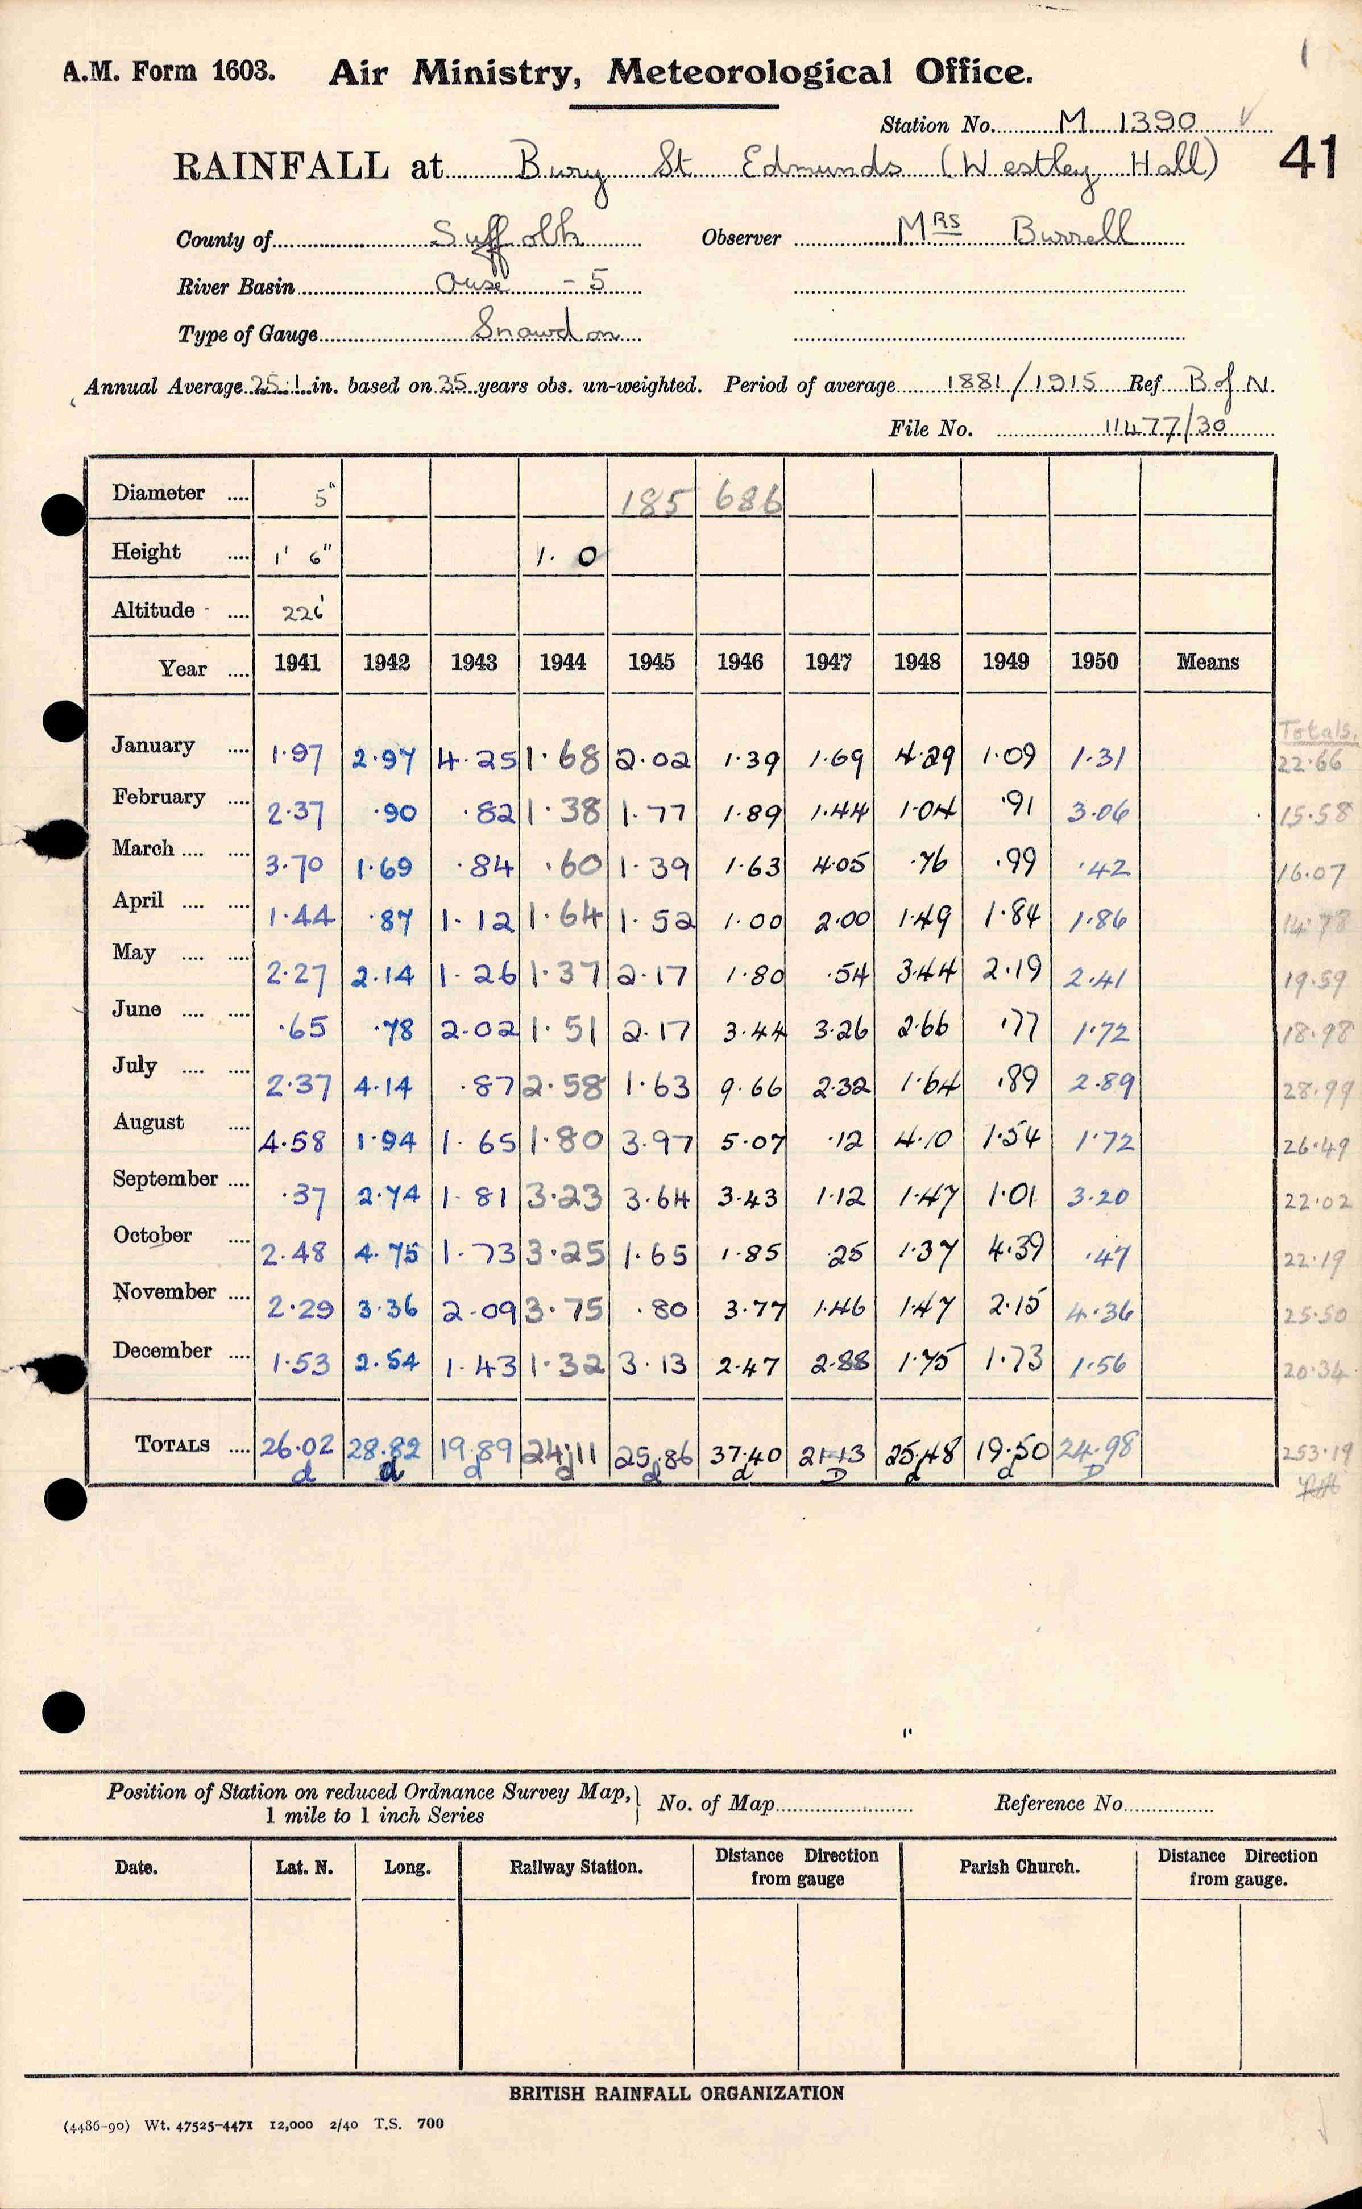 A.M. Form 1603. Air Ministry, Meteorological Office.
Station No. M 1390
RAINFALL at Bury St Edmunds (Westley Hall) 41
County of Suffolk Observer MRS Burrell
River Basin Ouse - 5
Type of Gauge Snowdon
Annual Average 25.1 in. based on 35 years obs. un-weighted. Period of average 1881/1915 Ref B of N.
File No. 11477/30
Diameter .... 5" 185 686
Height .... 1' 6" 1. 0
Altitude .... 226'
Year .... 1941 1942 1943 1944 1945 1946 1947 1948 1949 1950 Means
Totals.
January .... 1.97 2.97 4.25 1.68 2.02 1.39 1.69 4.29 1.09 1.31 22.66
February .... 2.37 .90 .82 1.38 1.77 1.89 1.44 1.04 .91 3.06 15.58
March .... .... 3.70 1.69 .84 .60 1.39 1.63 4.05 .76 .99 .42 16.07
April .... .... 1.44 .87 1.12 1.64 1.52 1.00 2.00 1.49 1.84 1.86 14.78
May .... .... 2.27 2.14 1.26 1.37 2.17 1.80 .54 3.44 2.19 2.41 19.59
June .... .... .65 .78 2.02 1.51 2.17 3.44 3.26 2.66 .77 1.72 18.98
July .... .... 2.37 4.14 .87 2.58 1.63 9.66 2.32 1.64 .89 2.89 28.99
August .... 4.58 1.94 1.65 1.80 3.97 5.07 .12 4.10 1.54 1.72 26.49
September .... .37 2.74 1.81 3.23 3.64 3.43 1.12 1.47 1.01 3.20 22.02
October .... 2.48 4.75 1.73 3.25 1.65 1.85 .25 1.37 4.39 .47 22.19
November .... 2.29 3.36 2.09 3.75 .80 3.77 1.46 1.47 2.15 4.36 25.50
December .... 1.53 2.54 1.43 1.32 3.13 2.47 2.88 1.75 1.73 1.56 20.34
TOTALS .... 26.02 28.82 19.89 24.11 25.86 37.40 21.13 25.48 19.50 24.98 253.19
d d d d d d D d d D
Position of Station on reduced Ordnance Survey Map, No. of Map Reference No.
1 mile to 1 inch Series
Date. Lat. N. Long. Railway Station. Distance Direction from gauge Parish Church. Distance Direction from gauge.
BRITISH RAINFALL ORGANIZATION
(4486-90) Wt. 47525-4471 12,000 2/40 T.S. 700